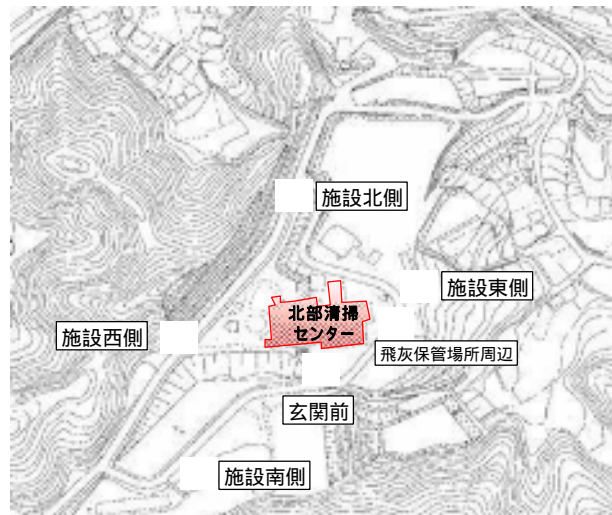 施設北側
施設東側
北部清掃
センター
施設西側
飛灰保管場所周辺
玄関前
施設南側